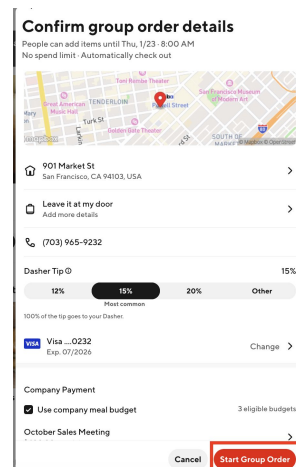 Confirm group order details
People can add items until Thu, 1/23 · 8:00 AM
No spend limit · Automatically check out
Toni Rembe Theater
San Francisco Museum
of Modern Art
Great American
Music Hall
TENDERLOIN
Powell Street
Turk St
Golden Gate Theater
SOUTH OF
mapbox
© Mapbox © OpenStreet
901 Market St
San Francisco, CA 94103, USA
Leave it at my door
Add more details
(703) 965-9232
Dasher Tip
15%
12%
15%
20%
Other
Most common
100% of the tip goes to your Dasher.
VISA
Visa ....0232
Exp. 07/2026
Change
Company Payment
Use company meal budget
3 eligible budgets
October Sales Meeting
Cancel
Start Group Order